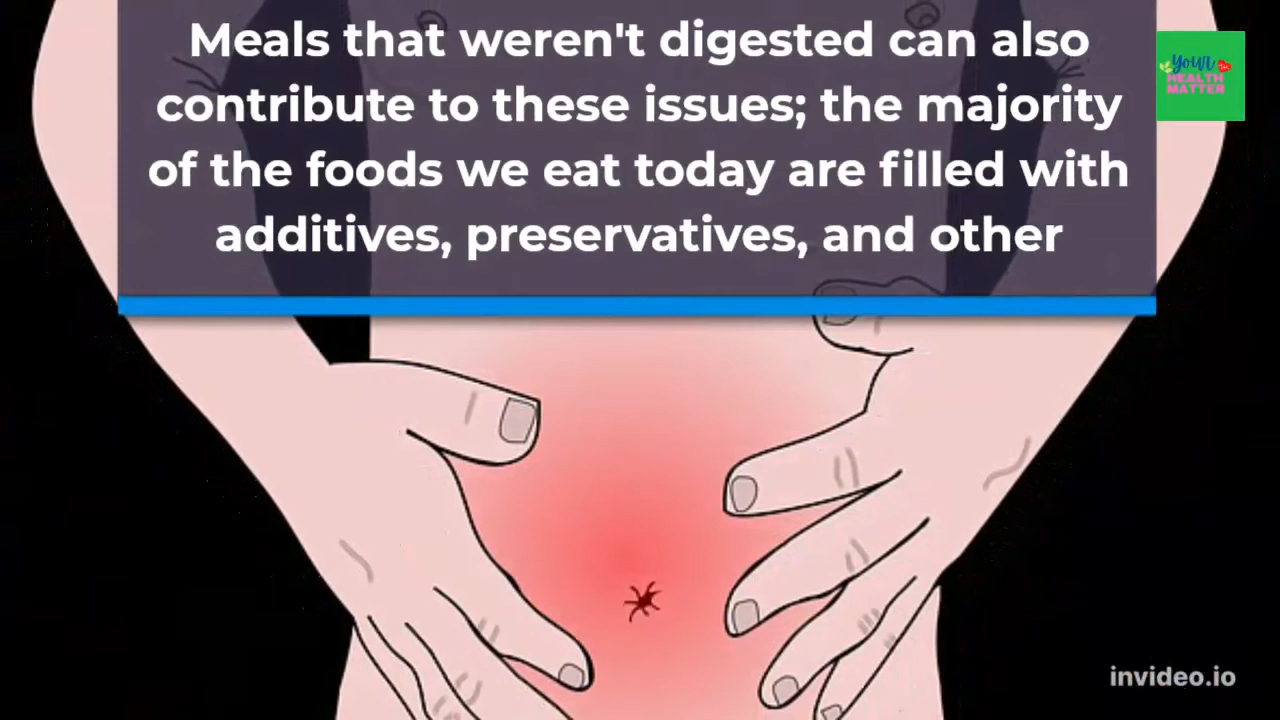 Meals that weren't digested can also
contribute to these issues; the majority
of the foods we eat today are filled with
additives, preservatives, and other
Your
HEALTH
MATTER
invideo.io